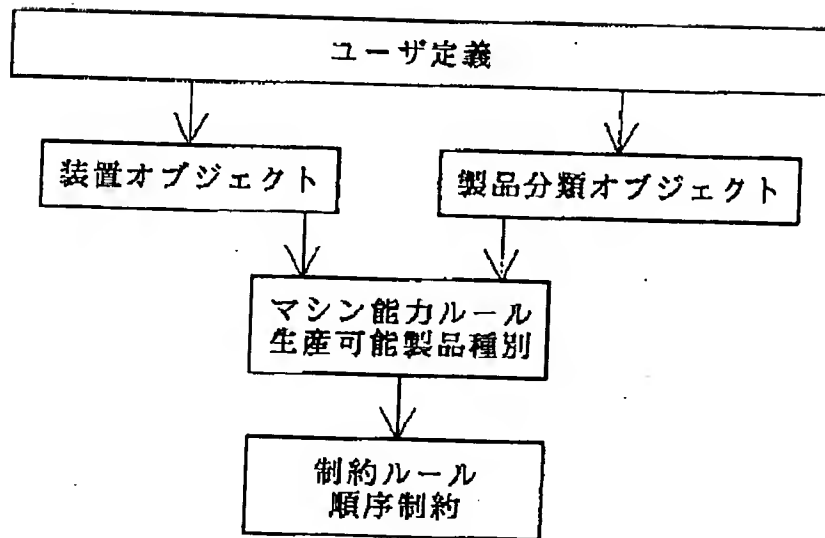 ユーザ定義
装置オブジェクト
製品分類オブジェクト
マシン能力ルール
生産可能製品種別
制約ルール
順序制約